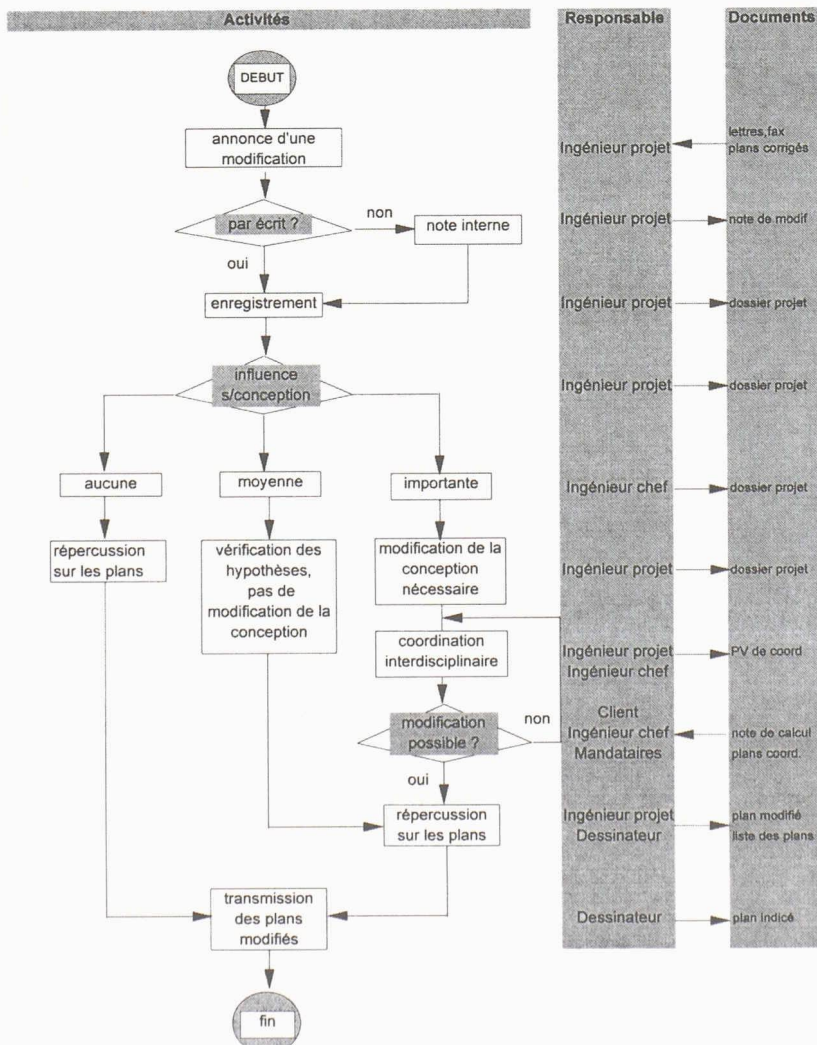 Activités
Responsable
Documents
DEBUT
annonce d'une
modification
Ingénieur projet
lettres,fax
plans corrigés
par écrit ?
non
note interne
Ingénieur projet
note de modif
oui
enregistrement
Ingénieur projet
dossier projet
influence
s/conception
Ingénieur projet
dossier projet
aucune
moyenne
importante
Ingénieur chef
dossier projet
répercussion
sur les plans
vérification des
hypothèses,
pas de
modification de la
conception
modification de la
conception
nécessaire
Ingénieur projet
dossier projet
coordination
interdisciplinaire
Ingénieur projet
Ingénieur chef
PV de coord
modification
possible ?
non
Client
Ingénieur chef
Mandataires
note de calcul
plans coord.
oui
répercussion
sur les plans
Ingénieur projet
Dessinateur
plan modifié
liste des plans
transmission
des plans
modifiés
Dessinateur
plan indicé
fin